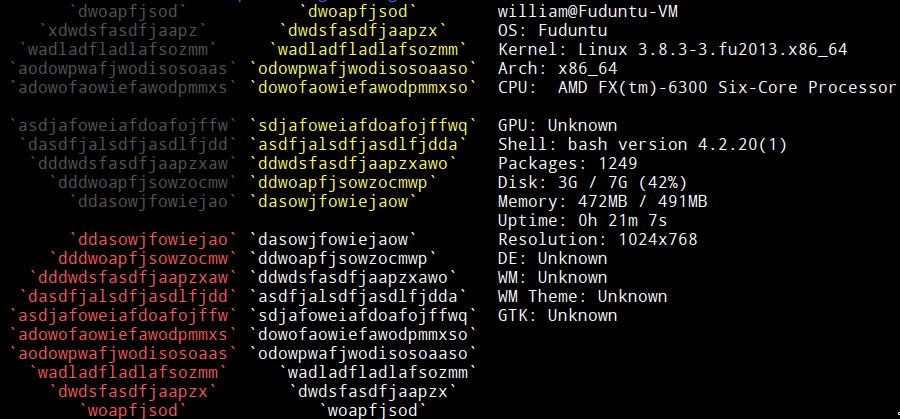 `dwoapfjsod` `dwoapfjsod` william@Fuduntu-VM
`xdwdsfasdfjaapz` `dwdsfasdfjaapzx` OS: Fuduntu
`wadladfladlafsozmm` `wadladfladlafsozmm` Kernel: Linux 3.8.3-3.fu2013.x86_64
`aodowpwafjwodisosoaas` `odowpwafjwodisosoaaso` Arch: x86_64
`adowofaowiefawodpmmxs` `dowofaowiefawodpmmxso` CPU: AMD FX(tm)-6300 Six-Core Processor
`asdjafoweiafdoafojffw` `sdjafoweiafdoafojffwq` GPU: Unknown
`dasdfjalsdfjasdlfjdd` `asdfjalsdfjasdlfjdda` Shell: bash version 4.2.20(1)
`dddwdsfasdfjaapzxaw` `ddwdsfasdfjaapzxawo` Packages: 1249
`dddwoapfjsowzocmw` `ddwoapfjsowzocmwp` Disk: 3G / 7G (42%)
`ddasowjfowiejao` `dasowjfowiejaow` Memory: 472MB / 491MB
Uptime: 0h 21m 7s
`ddasowjfowiejao` `dasowjfowiejaow` Resolution: 1024x768
`dddwoapfjsowzocmw` `ddwoapfjsowzocmwp` DE: Unknown
`dddwdsfasdfjaapzxaw` `ddwdsfasdfjaapzxawo` WM: Unknown
`dasdfjalsdfjasdlfjdd` `asdfjalsdfjasdlfjdda` WM Theme: Unknown
`asdjafoweiafdoafojffw` `sdjafoweiafdoafojffwq` GTK: Unknown
`adowofaowiefawodpmmxs` `dowofaowiefawodpmmxso`
`aodowpwafjwodisosoaas` `odowpwafjwodisosoaaso`
`wadladfladlafsozmm` `wadladfladlafsozmm`
`dwdsfasdfjaapzx` `dwdsfasdfjaapzx`
`woapfjsod` `woapfjsod`